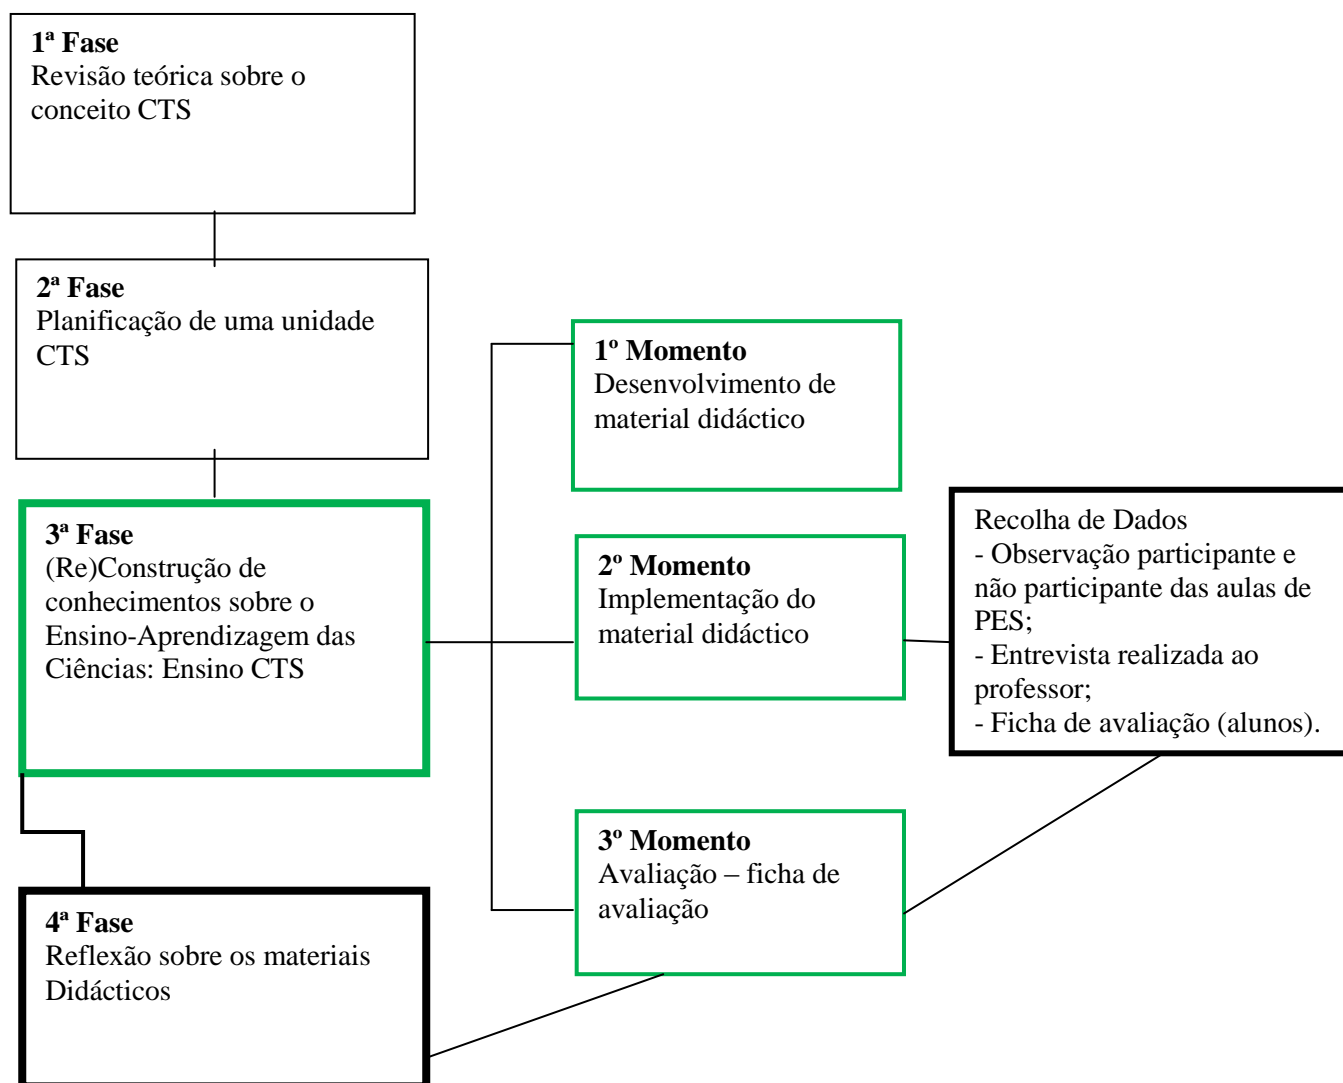 1ª Fase
Revisão teórica sobre o
conceito CTS
2ª Fase
Planificação de uma unidade
CTS
3ª Fase
(Re)Construção de
conhecimentos sobre o
Ensino-Aprendizagem das
Ciências: Ensino CTS
4ª Fase
Reflexão sobre os materiais
Didácticos
1º Momento
Desenvolvimento de
material didáctico
2º Momento
Implementação do
material didáctico
3º Momento
Avaliação – ficha de
avaliação
Recolha de Dados
- Observação participante e
não participante das aulas de
PES;
- Entrevista realizada ao
professor;
- Ficha de avaliação (alunos).